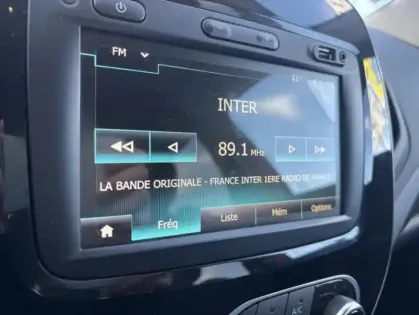 FM
INTER
89.1 MHz
LA BANDE ORIGINALE - FRANCE INTER 1ERE RADIO DE FRANCE
Fréq
Liste
Mém
Options
A/C